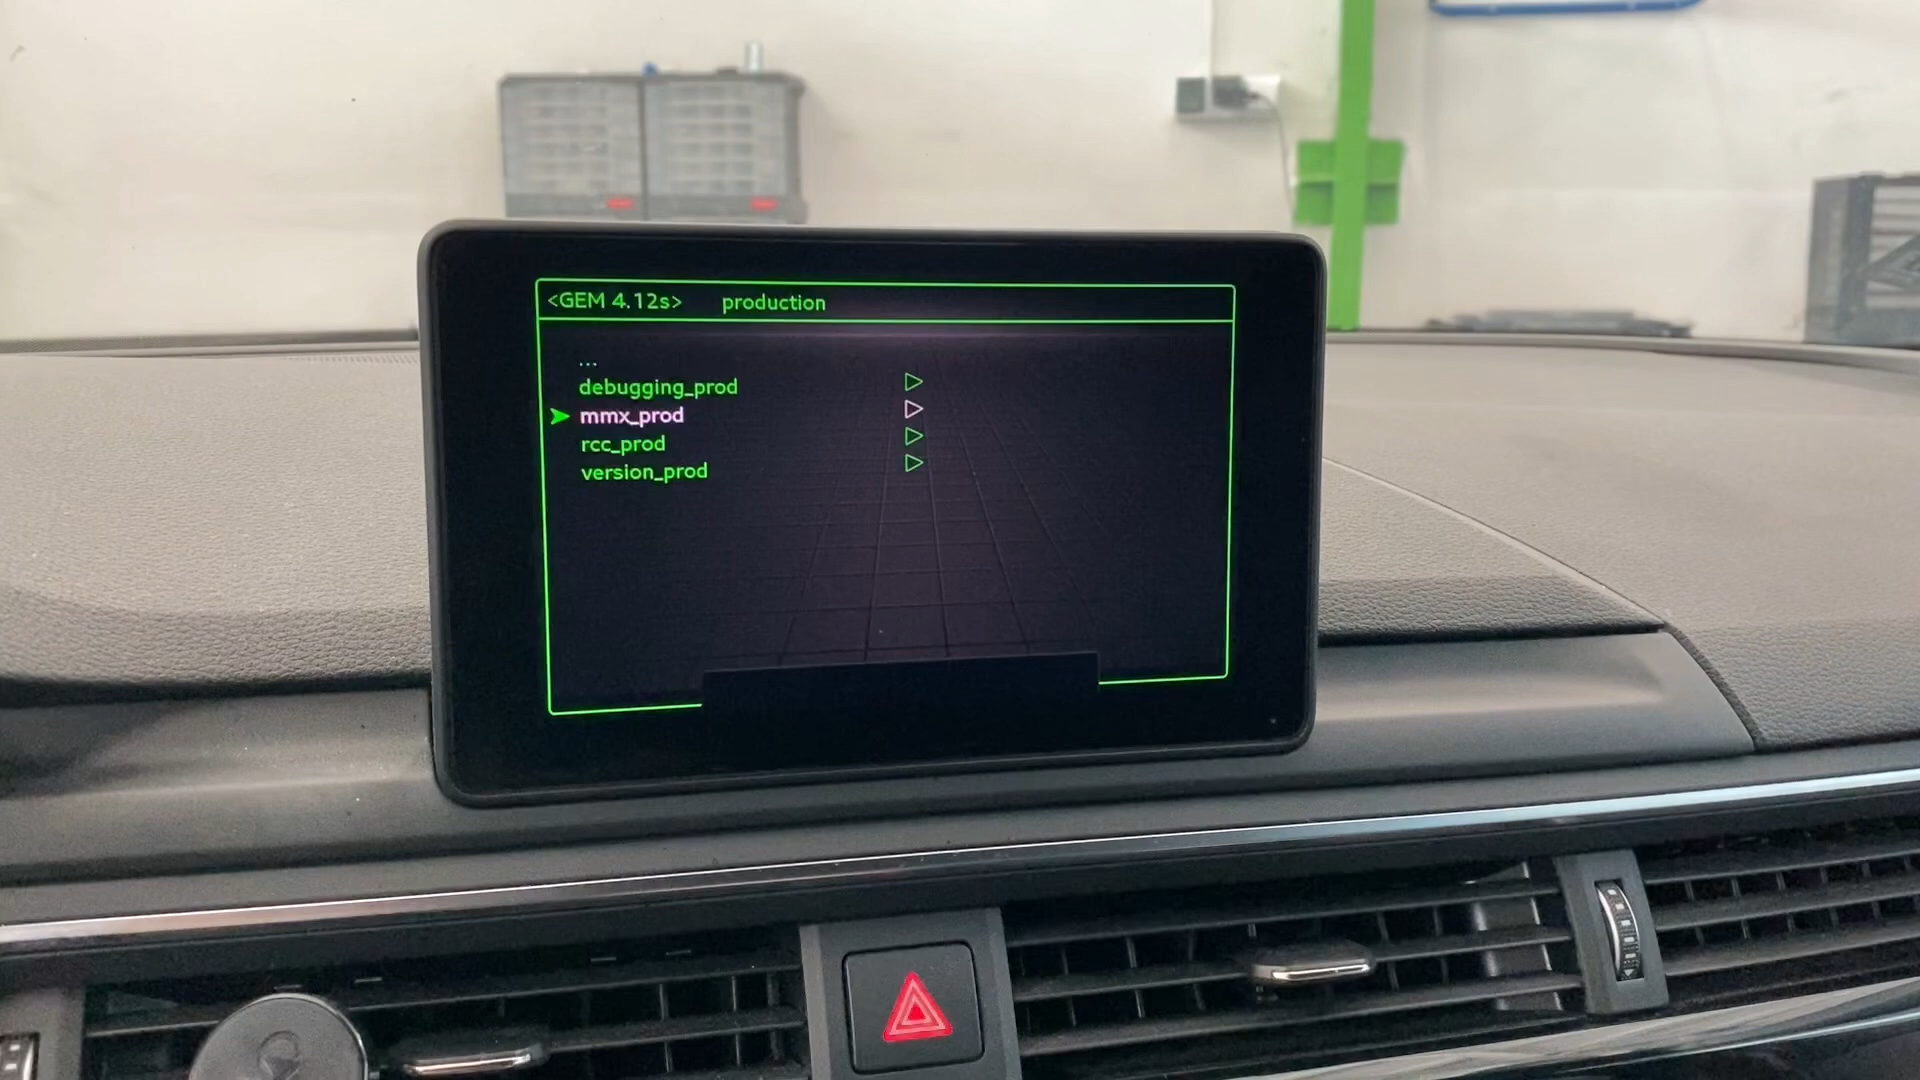 <GEM 4.12s> production
...
debugging_prod
mmx_prod
rcc_prod
version_prod